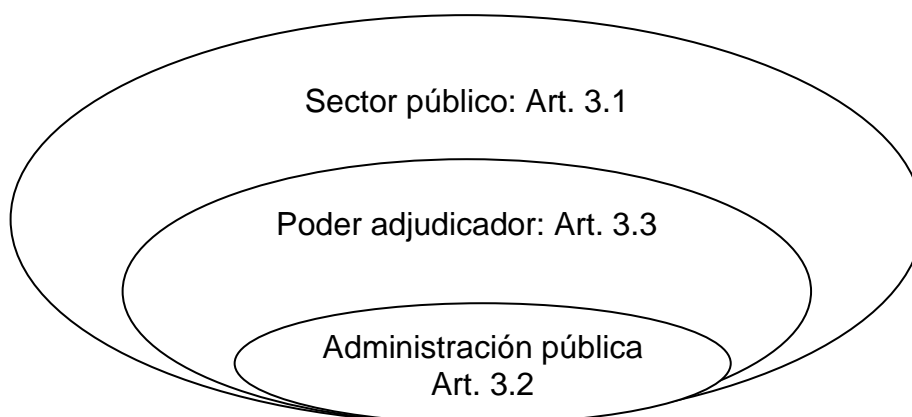 Sector público: Art. 3.1
Poder adjudicador: Art. 3.3
Administración pública
Art. 3.2